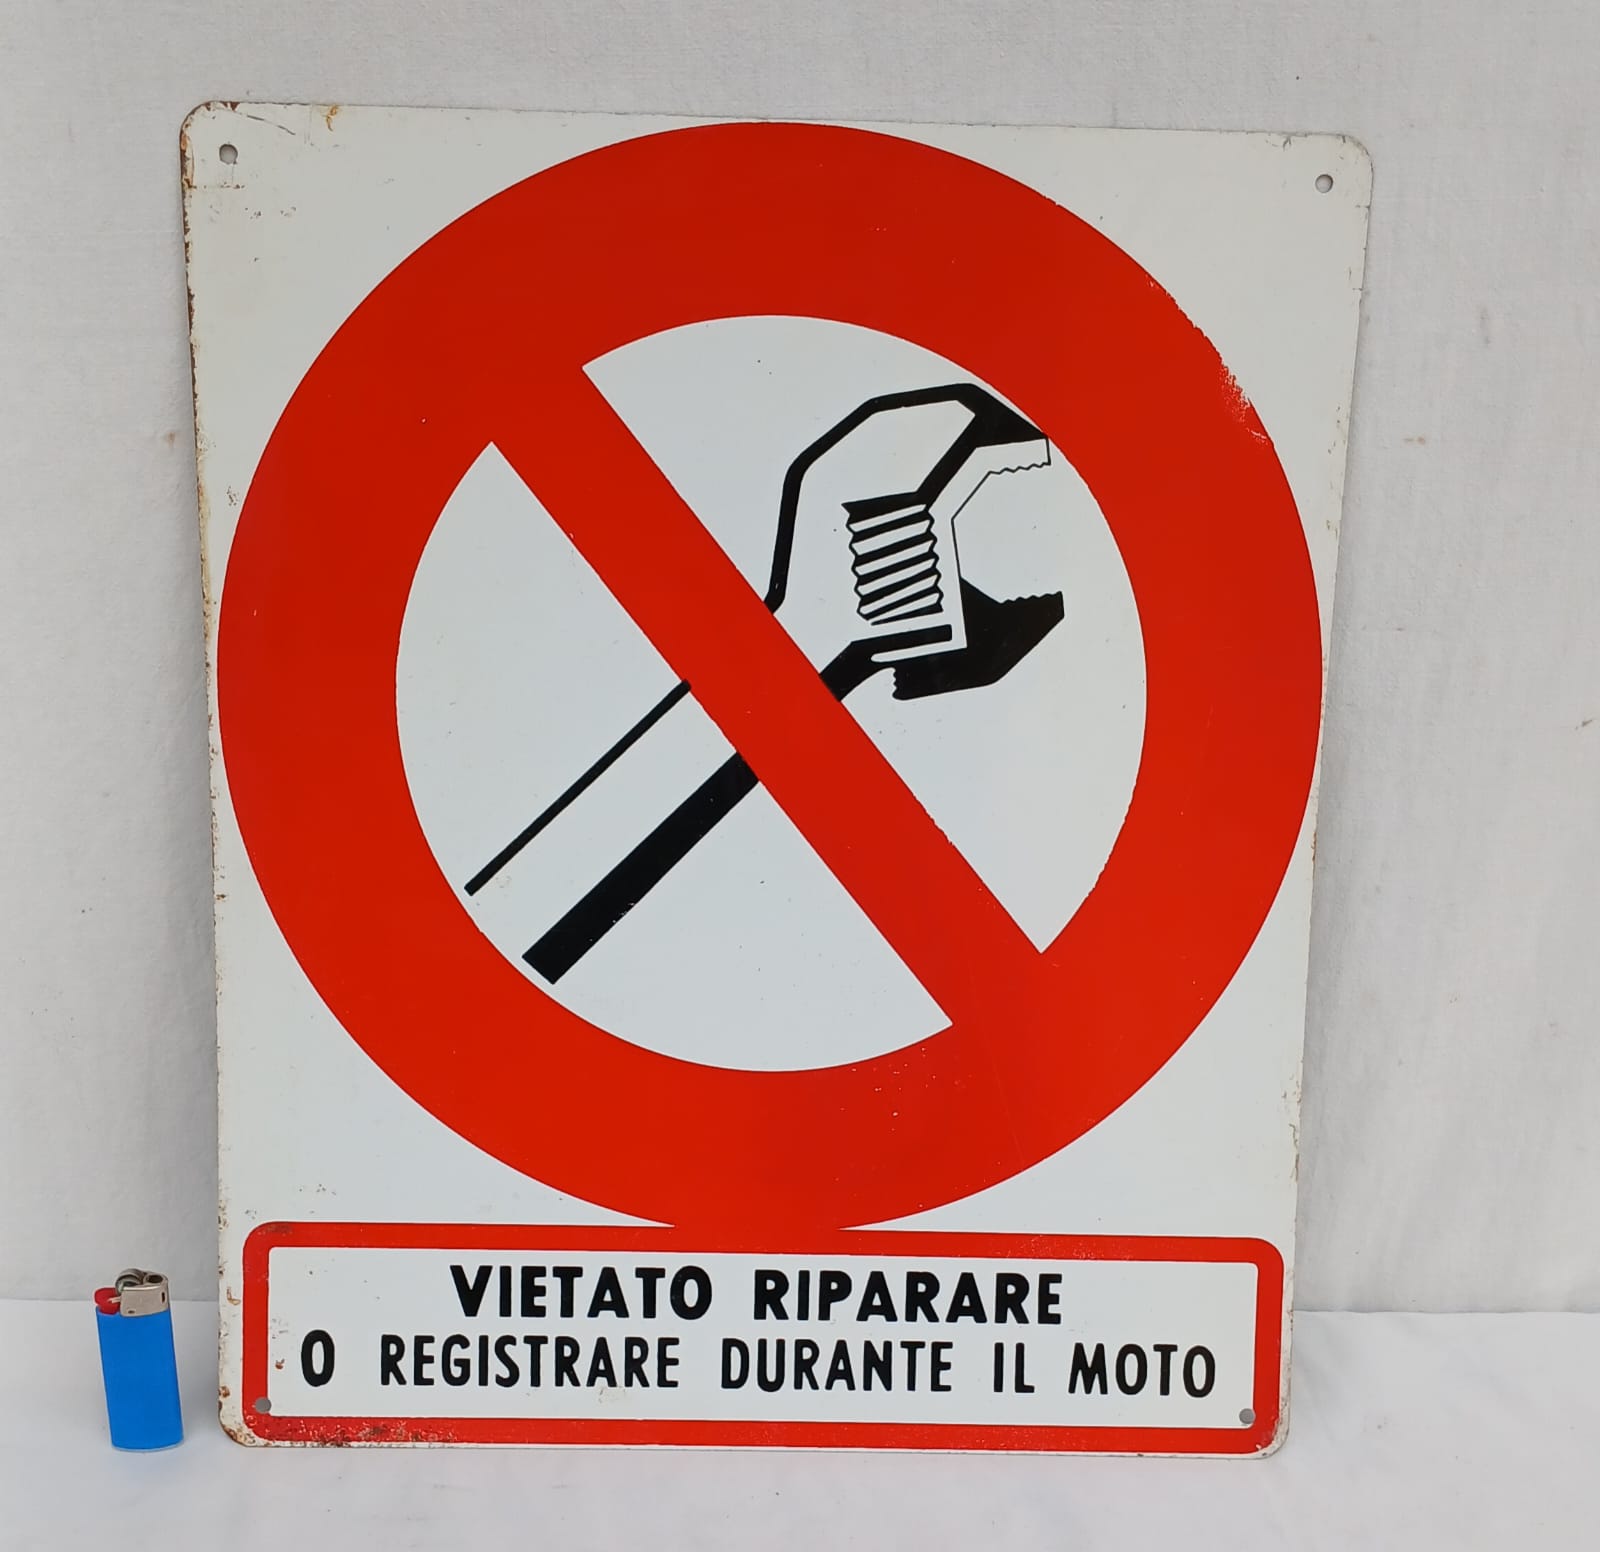 VIETATO RIPARARE
O REGISTRARE DURANTE IL MOTO